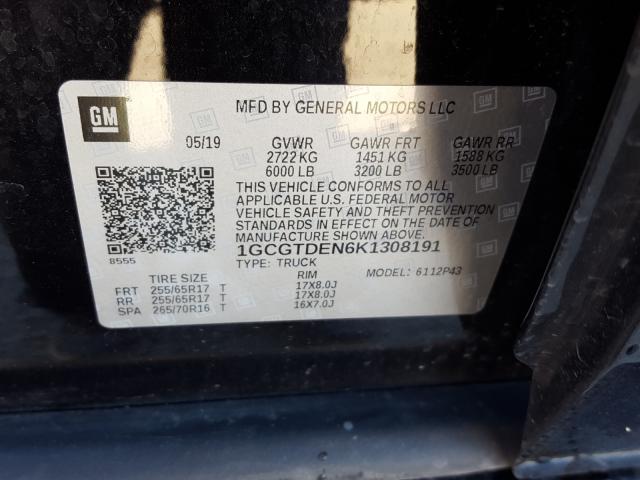 GM
MFD BY GENERAL MOTORS LLC
05/19 GVWR GAWR FRT GAWR RR
2722 KG 1451 KG 1588 KG
6000 LB 3200 LB 3500 LB
THIS VEHICLE CONFORMS TO ALL
APPLICABLE U.S. FEDERAL MOTOR
VEHICLE SAFETY AND THEFT PREVENTION
STANDARDS IN EFFECT ON THE DATE OF
MANUFACTURE SHOWN ABOVE.
8555
1GCGTDEN6K1308191
TYPE: TRUCK MODEL: 6112P43
TIRE SIZE RIM
FRT 255/65R17 T 17X8.0J
RR 255/65R17 T 17X8.0J
SPA 265/70R16 T 16X7.0J